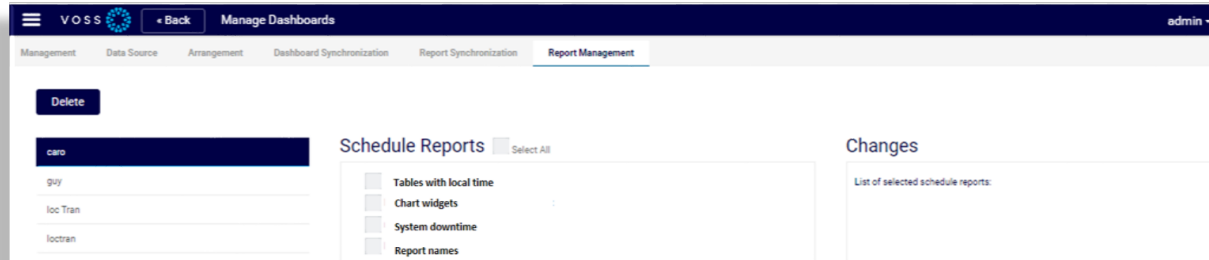 VOSS « Back Manage Dashboards admin
Management Data Source Arrangement Dashboard Synchronization Report Synchronization Report Management
Delete
caro
guy
loc Tran
loctran
Schedule Reports Select All
Tables with local time
Chart widgets
System downtime
Report names
Changes
List of selected schedule reports: